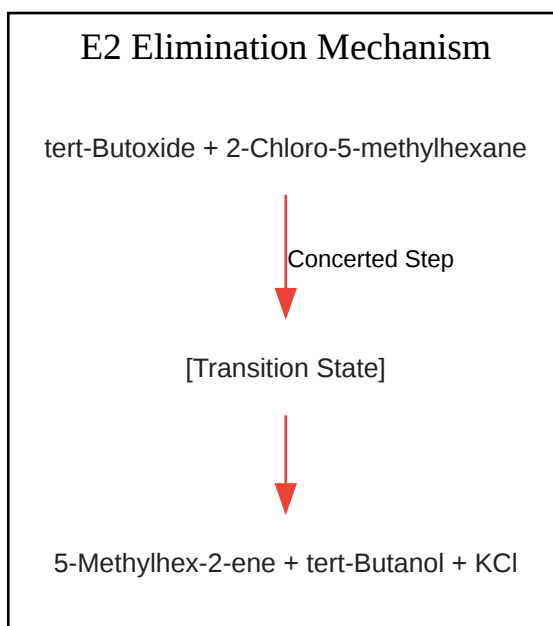 E2 Elimination Mechanism
tert-Butoxide + 2-Chloro-5-methylhexane
Concerted Step
[Transition State]
5-Methylhex-2-ene + tert-Butanol + KCl